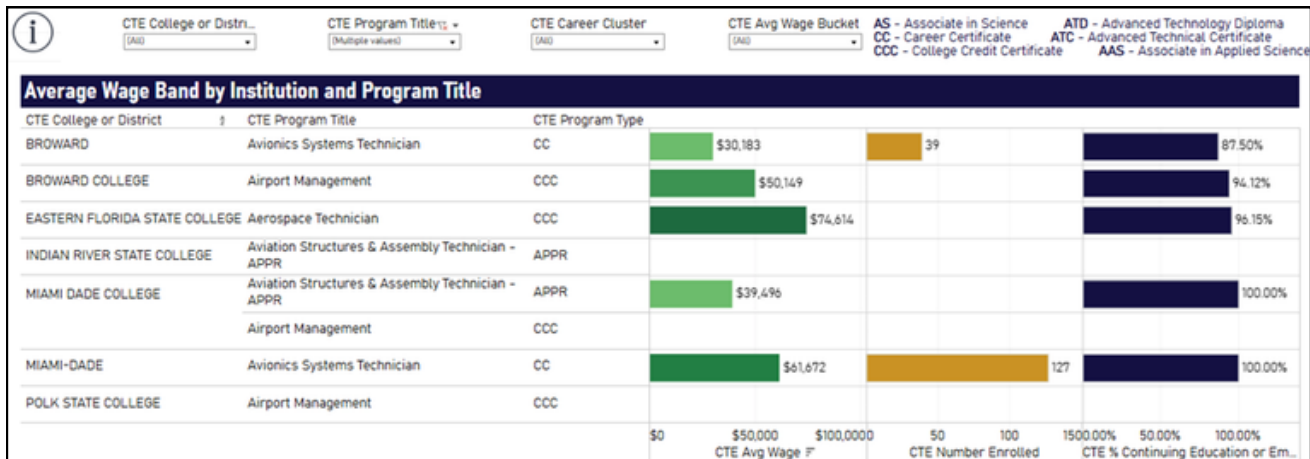 i
CTE College or Distri...
(All)
CTE Program Title
(Multiple values)
CTE Career Cluster
(All)
CTE Avg Wage Bucket
(All)
AS - Associate in Science ATD - Advanced Technology Diploma
CC - Career Certificate ATC - Advanced Technical Certificate
CCC - College Credit Certificate AAS - Associate in Applied Science
Average Wage Band by Institution and Program Title
CTE College or District CTE Program Title CTE Program Type
BROWARD Avionics Systems Technician CC $30,183 39 87.50%
BROWARD COLLEGE Airport Management CCC $50,149 94.12%
EASTERN FLORIDA STATE COLLEGE Aerospace Technician CCC $74,614 96.15%
INDIAN RIVER STATE COLLEGE Aviation Structures & Assembly Technician - APPR
APPR
MIAMI DADE COLLEGE Aviation Structures & Assembly Technician - APPR $39,496 100.00%
APPR
Airport Management CCC
MIAMI-DADE Avionics Systems Technician CC $61,672 127 100.00%
POLK STATE COLLEGE Airport Management CCC
$0 $50,000 $100,0000 50 100 1500.00% 50.00% 100.00%
CTE Avg Wage CTE Number Enrolled CTE % Continuing Education or Em...